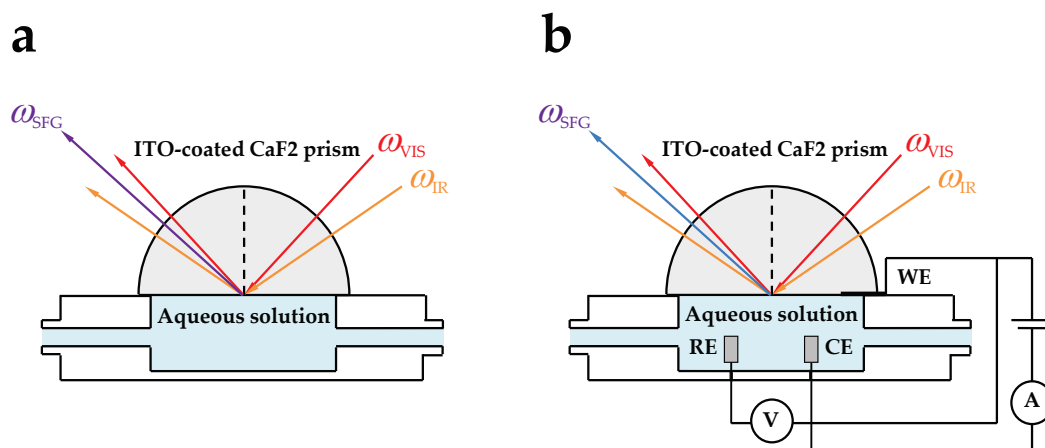 a
ωSFG
ITO-coated CaF2 prism
ωVIS
ωIR
Aqueous solution
b
ωSFG
ITO-coated CaF2 prism
ωVIS
ωIR
WE
Aqueous solution
RE
CE
V
A